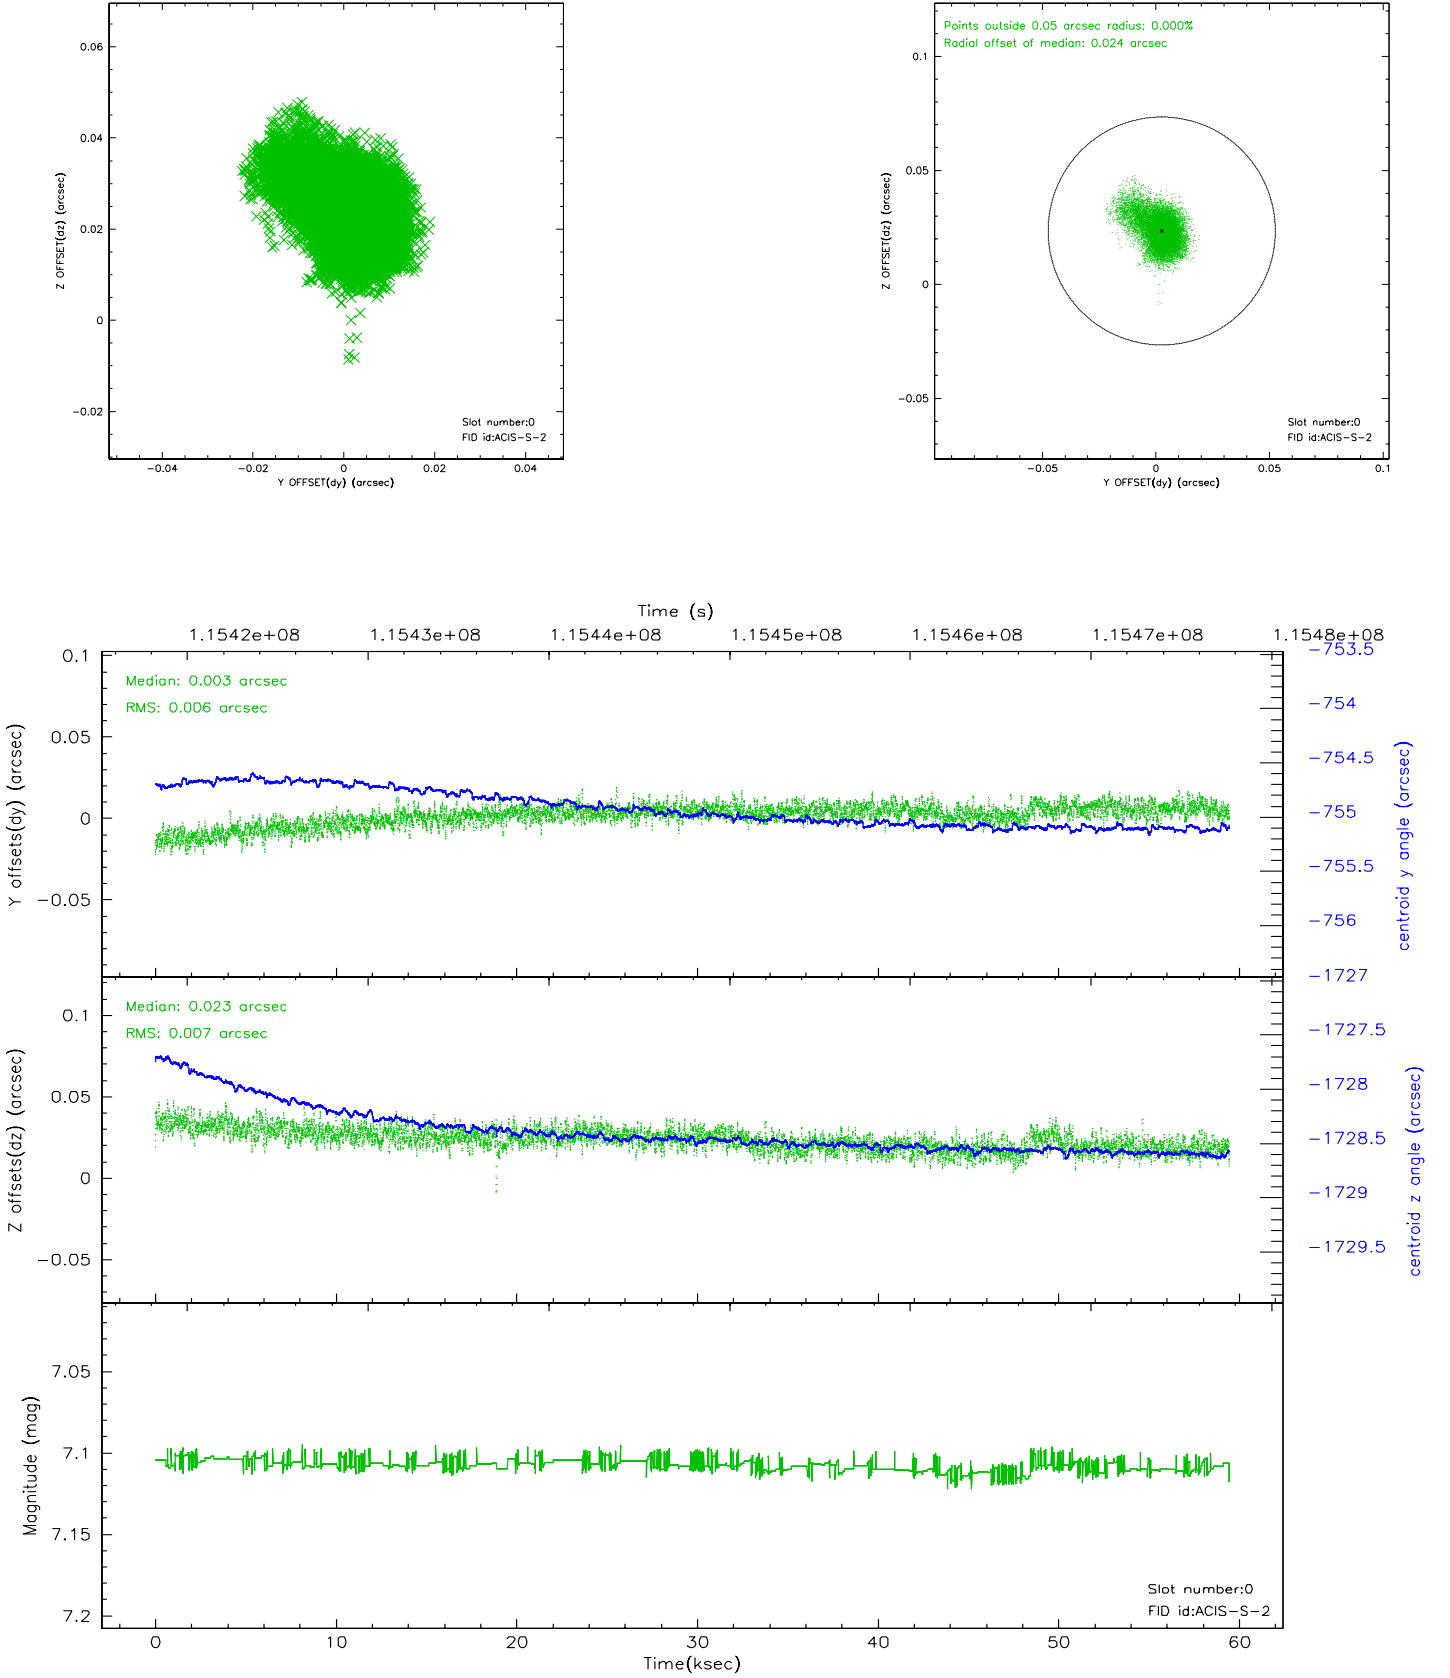 0.06
0.04
0.02
0
−0.02
Z OFFSET(dz) (arcsec)
Slot number:0
FID id:ACIS−S−2
−0.04 −0.02 0 0.02 0.04
Y OFFSET(dy) (arcsec)
Points outside 0.05 arcsec radius: 0.000%
Radial offset of median: 0.024 arcsec
0.1
0.05
0
−0.05
Z OFFSET(dz) (arcsec)
Slot number:0
FID id:ACIS−S−2
−0.05 0 0.05 0.1
Y OFFSET(dy) (arcsec)
Time (s)
1.1542e+08 1.1543e+08 1.1544e+08 1.1545e+08 1.1546e+08 1.1547e+08 1.1548e+08
0.1
0.05
0
−0.05
Y offsets(dy) (arcsec)
Median: 0.003 arcsec
RMS: 0.006 arcsec
−753.5
−754
−754.5
−755
−755.5
−756
centroid y angle (arcsec)
0.1
0.05
0
−0.05
Z offsets(dz) (arcsec)
Median: 0.023 arcsec
RMS: 0.007 arcsec
−1727
−1727.5
−1728
−1728.5
−1729
−1729.5
centroid z angle (arcsec)
7.05
7.1
7.15
7.2
Magnitude (mag)
Slot number:0
FID id:ACIS−S−2
0 10 20 30 40 50 60
Time(ksec)